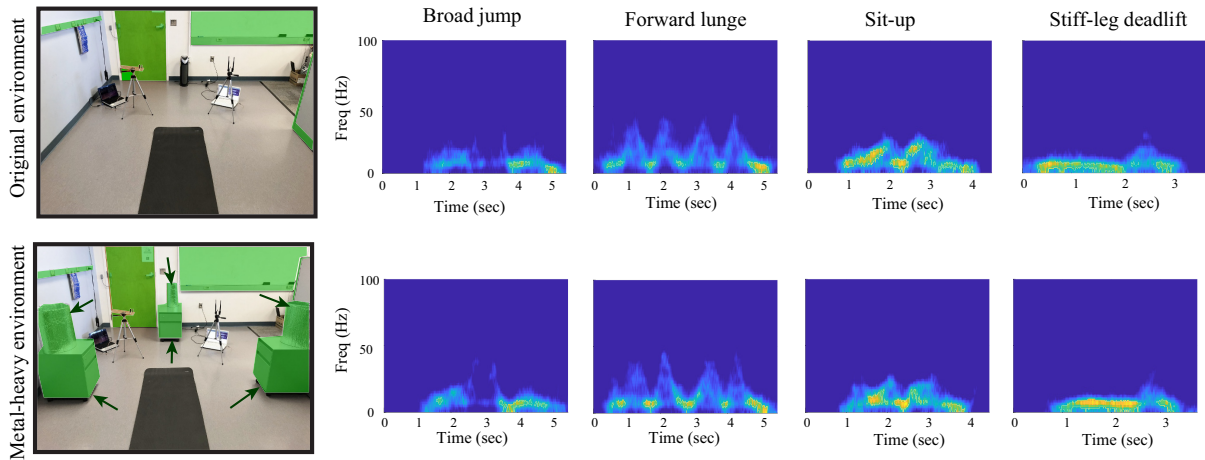 Broad jump
Forward lunge
Sit-up
Stiff-leg deadlift
Original environment
Freq (Hz)
100
50
0
0 1 2 3 4 5
Time (sec)
0 1 2 3 4 5
Time (sec)
0 1 2 3 4
Time (sec)
0 1 2 3
Time (sec)
Metal-heavy environment
Freq (Hz)
100
50
0
0 1 2 3 4 5
Time (sec)
0 1 2 3 4 5
Time (sec)
0 1 2 3 4
Time (sec)
0 1 2 3
Time (sec)